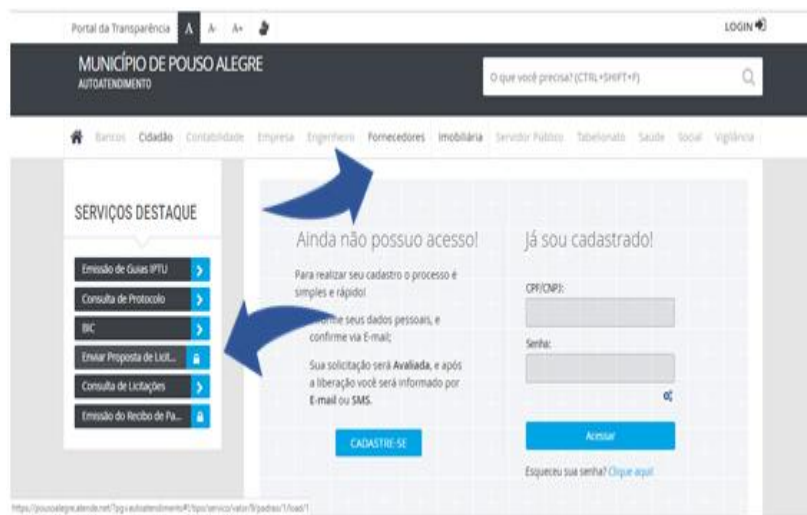 Portal da Transparência A A- A+
LOGIN
MUNICÍPIO DE POUSO ALEGRE
AUTOATENDIMENTO
O que você precisa? (CTRL+SHIFT+F)
Bancos Cidadão Contabilidade Empresa Engenheiro Fornecedores Imobiliária Servidor Público Tabelionato Saúde Social Vigilância
SERVIÇOS DESTAQUE
Emissão de Guias IPTU
Consulta de Protocolo
BIC
Enviar Proposta de Licit...
Consulta de Licitações
Emissão do Recibo de Pa...
Ainda não possuo acesso!
Para realizar seu cadastro o processo é
simples e rápido!
seus dados pessoais, e
confirme via E-mail;
Sua solicitação será Avaliada, e após
a liberação você será informado por
E-mail ou SMS.
CADASTRE-SE
Já sou cadastrado!
CPF/CNPJ:
Senha:
Acessar
Esqueceu sua senha? Clique aqui!